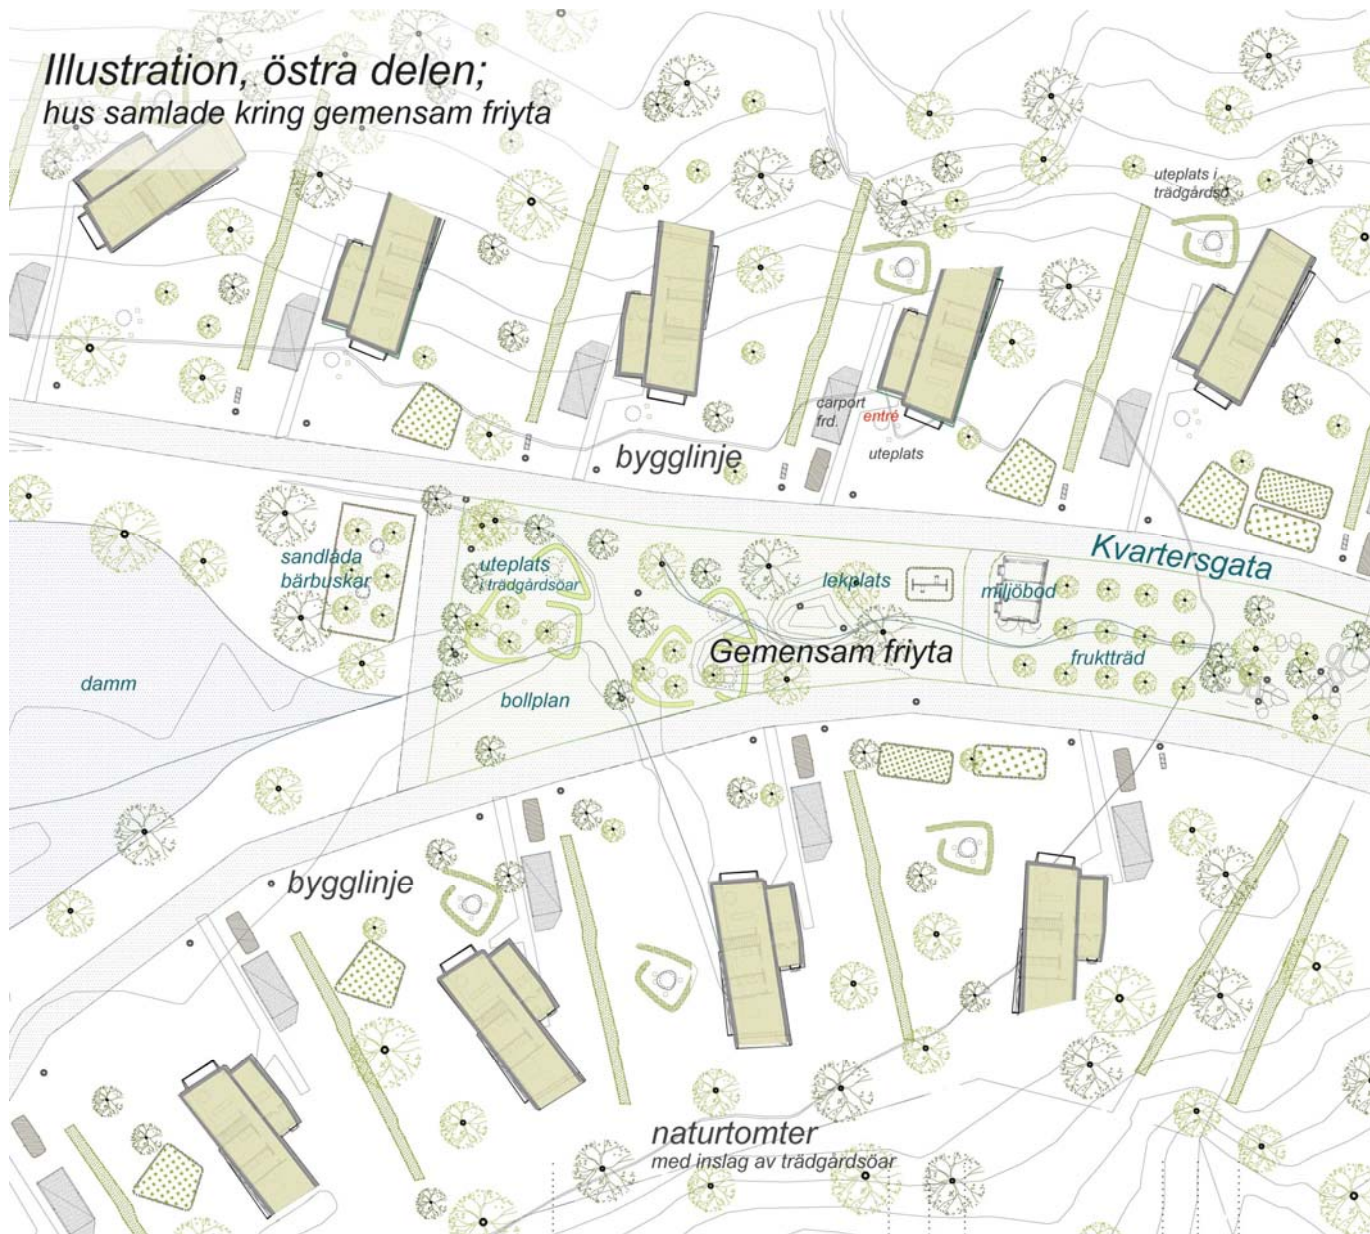 Illustration, östra delen;
hus samlade kring gemensam friyta
uteplats i
trädgårdsö
carport
frd.
entré
uteplats
bygglinje
Kvartersgata
sandlåda
bärbuskar
uteplats
i trädgårdsöar
lekplats
miljöbod
Gemensam friyta
fruktträd
damm
bollplan
bygglinje
naturtomter
med inslag av trädgårdsöar